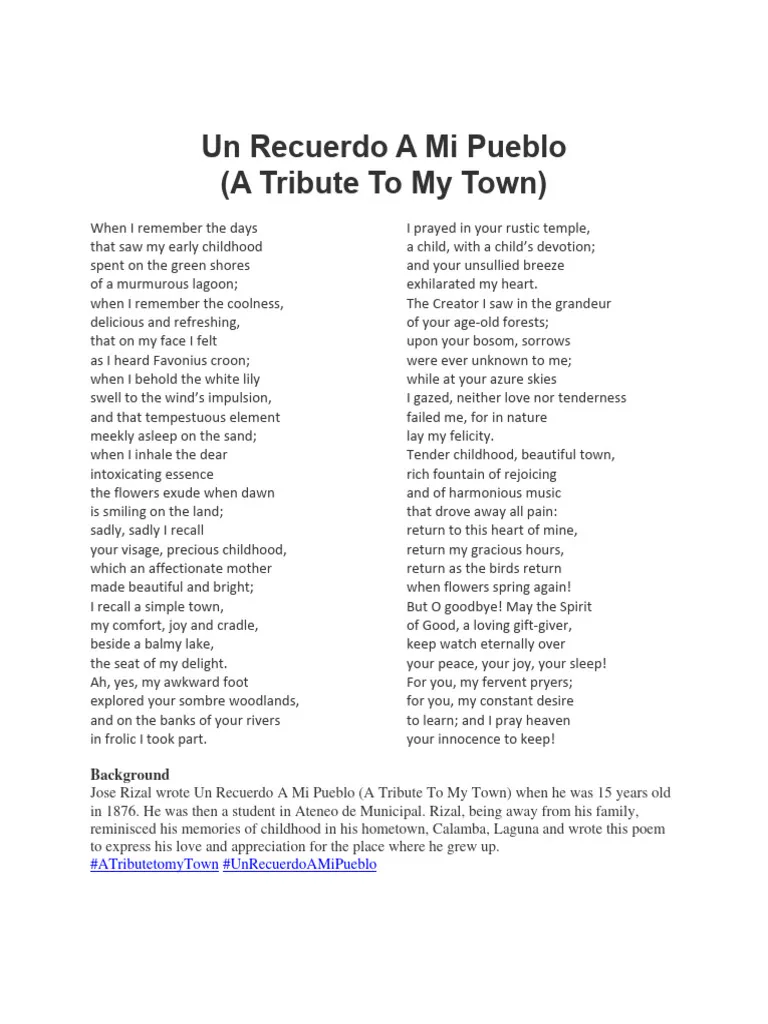 Un Recuerdo A Mi Pueblo
(A Tribute To My Town)
When I remember the days
that saw my early childhood
spent on the green shores
of a murmurous lagoon;
when I remember the coolness,
delicious and refreshing,
that on my face I felt
as I heard Favonius croon;
when I behold the white lily
swell to the wind’s impulsion,
and that tempestuous element
meekly asleep on the sand;
when I inhale the dear
intoxicating essence
the flowers exude when dawn
is smiling on the land;
sadly, sadly I recall
your visage, precious childhood,
which an affectionate mother
made beautiful and bright;
I recall a simple town,
my comfort, joy and cradle,
beside a balmy lake,
the seat of my delight.
Ah, yes, my awkward foot
explored your sombre woodlands,
and on the banks of your rivers
in frolic I took part.
I prayed in your rustic temple,
a child, with a child’s devotion;
and your unsullied breeze
exhilarated my heart.
The Creator I saw in the grandeur
of your age-old forests;
upon your bosom, sorrows
were ever unknown to me;
while at your azure skies
I gazed, neither love nor tenderness
failed me, for in nature
lay my felicity.
Tender childhood, beautiful town,
rich fountain of rejoicing
and of harmonious music
that drove away all pain:
return to this heart of mine,
return my gracious hours,
return as the birds return
when flowers spring again!
But O goodbye! May the Spirit
of Good, a loving gift-giver,
keep watch eternally over
your peace, your joy, your sleep!
For you, my fervent pryers;
for you, my constant desire
to learn; and I pray heaven
your innocence to keep!
Background
Jose Rizal wrote Un Recuerdo A Mi Pueblo (A Tribute To My Town) when he was 15 years old
in 1876. He was then a student in Ateneo de Municipal. Rizal, being away from his family,
reminisced his memories of childhood in his hometown, Calamba, Laguna and wrote this poem
to express his love and appreciation for the place where he grew up.
#ATributetomyTown #UnRecuerdoAMiPueblo